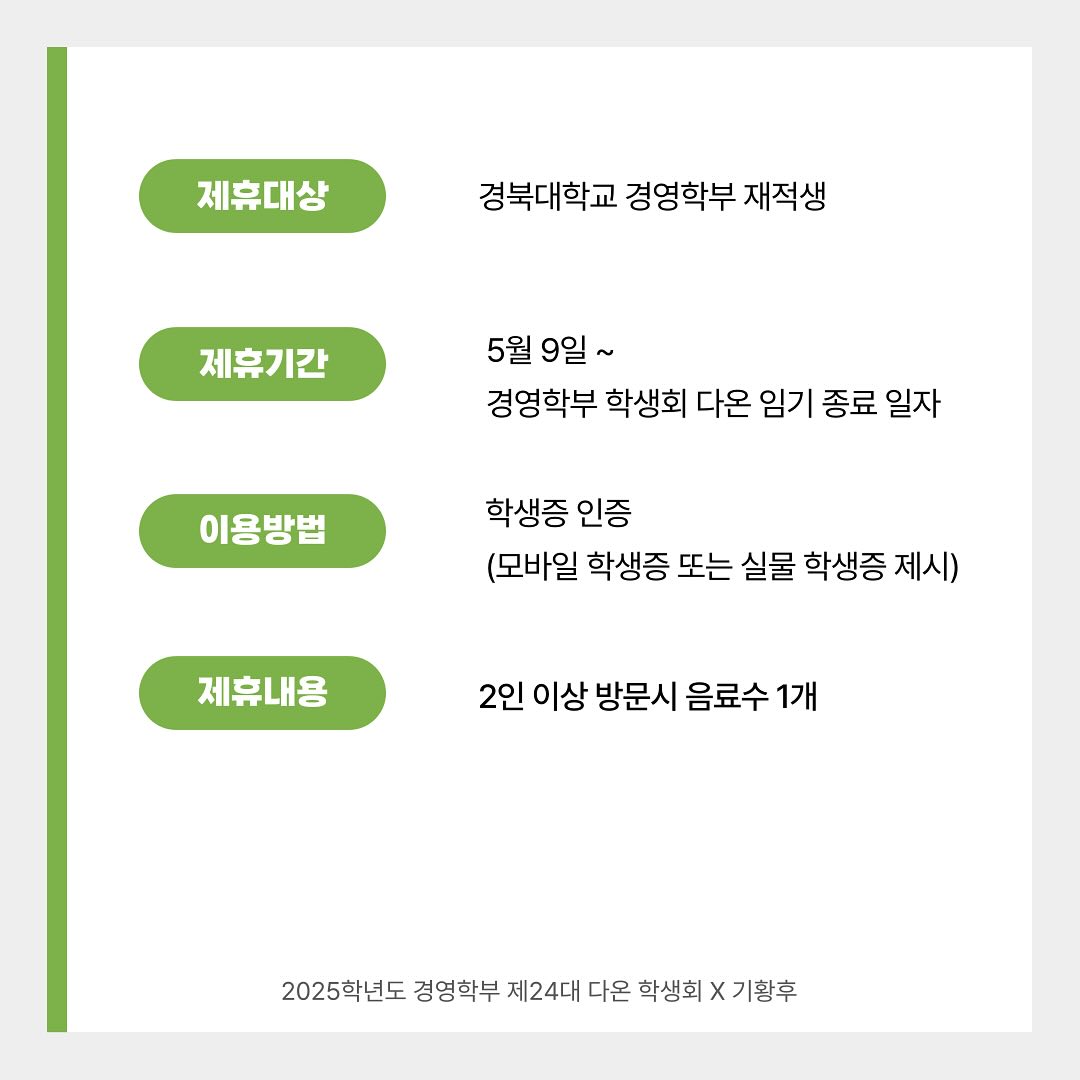 제휴대상
경북대학교 경영학부 재적생
제휴기간
5월 9일 ~
경영학부 학생회 다온 임기 종료 일자
이용방법
학생증 인증
(모바일 학생증 또는 실물 학생증 제시)
제휴내용
2인 이상 방문시 음료수 1개
2025학년도 경영학부 제24대 다온 학생회 X 기황후